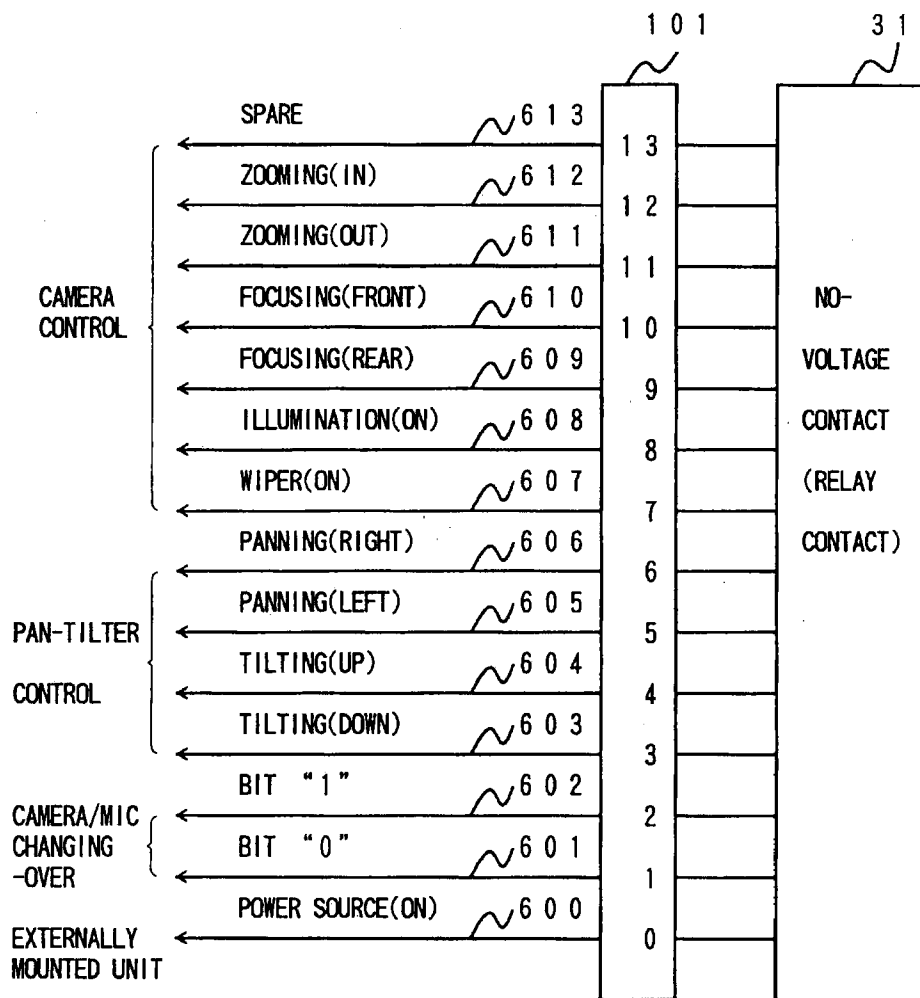 101
31
SPARE 613
13
ZOOMING(IN) 612
12
ZOOMING(OUT) 611
11
CAMERA
CONTROL
FOCUSING(FRONT) 610
10
FOCUSING(REAR) 609
9
ILLUMINATION(ON) 608
8
WIPER(ON) 607
7
NO-
VOLTAGE
CONTACT
(RELAY
CONTACT)
PANNING(RIGHT) 606
6
PAN-TILTER
CONTROL
PANNING(LEFT) 605
5
TILTING(UP) 604
4
TILTING(DOWN) 603
3
BIT "1" 602
2
CAMERA/MIC
CHANGING
-OVER
BIT "0" 601
1
POWER SOURCE(ON) 600
0
EXTERNALLY
MOUNTED UNIT